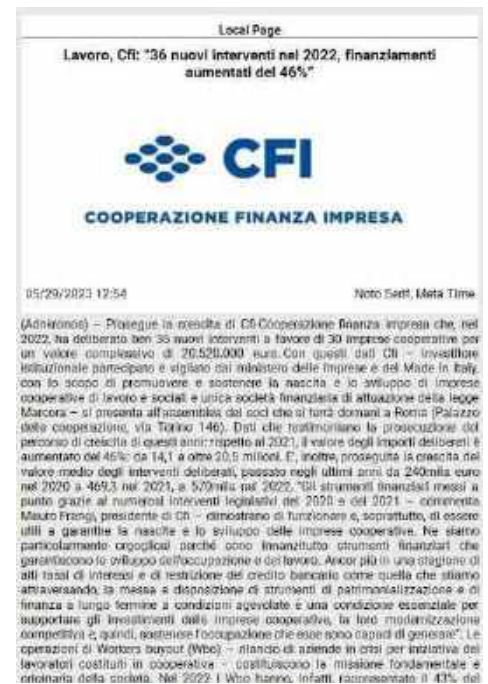 Local Page
Lavoro, Cfi: "36 nuovi interventi nel 2022, finanziamenti
aumentati del 46%"
CFI
COOPERAZIONE FINANZA IMPRESA
05/29/2023 12:54
Noto Serif, Meta Time
(Adnkronos) – Prosegue la crescita di Cfi-Cooperazione finanza impresa che, nel
2022, ha deliberato ben 36 nuovi interventi a favore di 30 imprese cooperative per
un valore complessivo di 20.520.000 euro. Con questi dati Cfi – investitore
istituzionale partecipato e vigilato dal ministero delle Imprese e del Made in Italy,
con lo scopo di promuovere e sostenere la nascita e lo sviluppo di imprese
cooperative di lavoro e sociali e unica società finanziaria di attuazione della legge
Marcora – si presenta all'assemblea dei soci che si terrà domani a Roma (Palazzo
della cooperazione, via Torino 146). Dati che testimoniano la prosecuzione del
percorso di crescita di questi anni: rispetto al 2021, il valore degli importi deliberati è
aumentato del 46%: da 14,1 a oltre 20,5 milioni. E', inoltre, proseguita la crescita del
valore medio degli interventi deliberati, passato negli ultimi anni da 240mila euro
nel 2020 a 469,3 nel 2021, a 570mila nel 2022. "Gli strumenti finanziari messi a
punto grazie ai numerosi interventi legislativi del 2020 e del 2021 – commenta
Mauro Frangi, presidente di Cfi – dimostrano di funzionare e, soprattutto, di essere
utili a garantire la nascita e lo sviluppo delle imprese cooperative. Ne siamo
particolarmente orgogliosi perché sono innanzitutto strumenti finanziari che
garantiscono lo sviluppo dell'occupazione e del lavoro. Ancor più in una stagione di
alti tassi di interessi e di restrizione del credito bancario come quella che stiamo
attraversando, la messa a disposizione di strumenti di patrimonializzazione e di
finanza a lungo termine a condizioni agevolate è una condizione essenziale per
supportare gli investimenti delle imprese cooperative, la loro modernizzazione
competitiva e, quindi, sostenere l'occupazione che esse sono capaci di generare". Le
operazioni di Workers buyout (Wbo) – rilancio di aziende in crisi per iniziativa dei
lavoratori costituiti in cooperativa – costituiscono la missione fondamentale e
originaria della società. Nel 2022 i Wbo hanno, infatti, rappresentato il 43% del